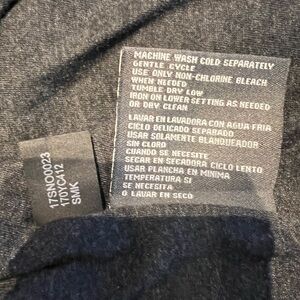 MACHINE WASH COLD SEPARATELY
GENTLE CYCLE
USE ONLY NON-CHLORINE BLEACH
WHEN NEEDED
TUMBLE DRY LOW
IRON ON LOWER SETTING AS NEEDED
OR DRY CLEAN
LAVAR EN LAVADORA CON AGUA FRIA
CICLO DELICADO SEPARADO
USAR SOLAMENTE BLANQUEADOR
SIN CLORO
CUANDO SE NECESITE
SECAR EN SECADORA CICLO LENTO
USAR PLANCHA EN MINIMA
TEMPERATURA SI
SE NECESITA
O LAVAR EN SECO
17SNO0023
170YC412
SMK